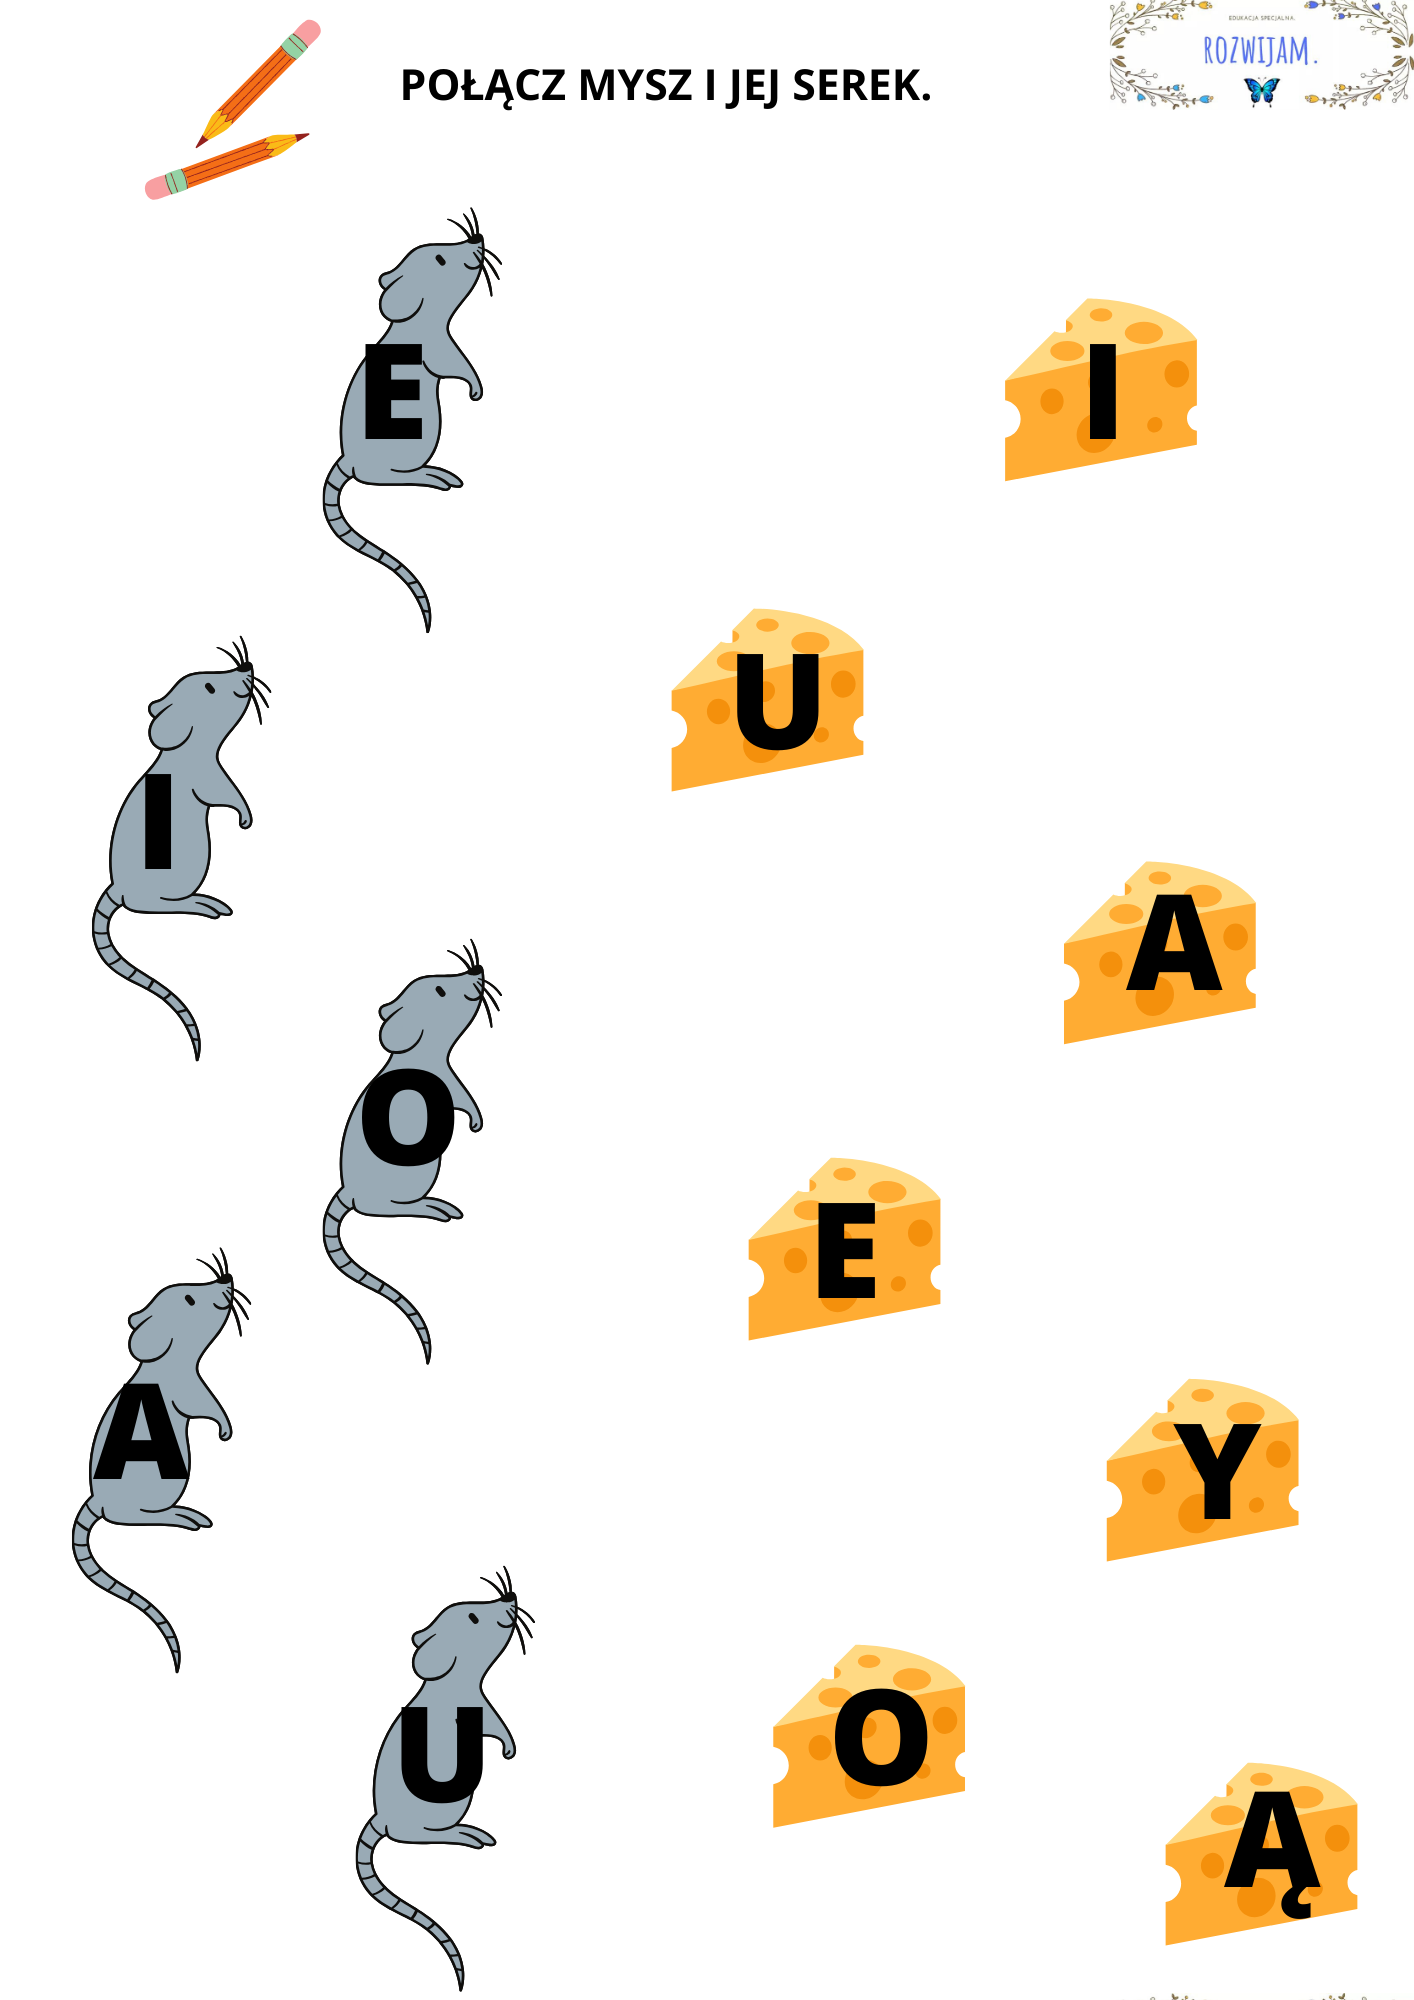 EDUKACJA SPECJALNA.
ROZWIJAM.
POŁĄCZ MYSZ I JEJ SEREK.
E
I
U
I
A
O
E
A
Y
U
O
Ą